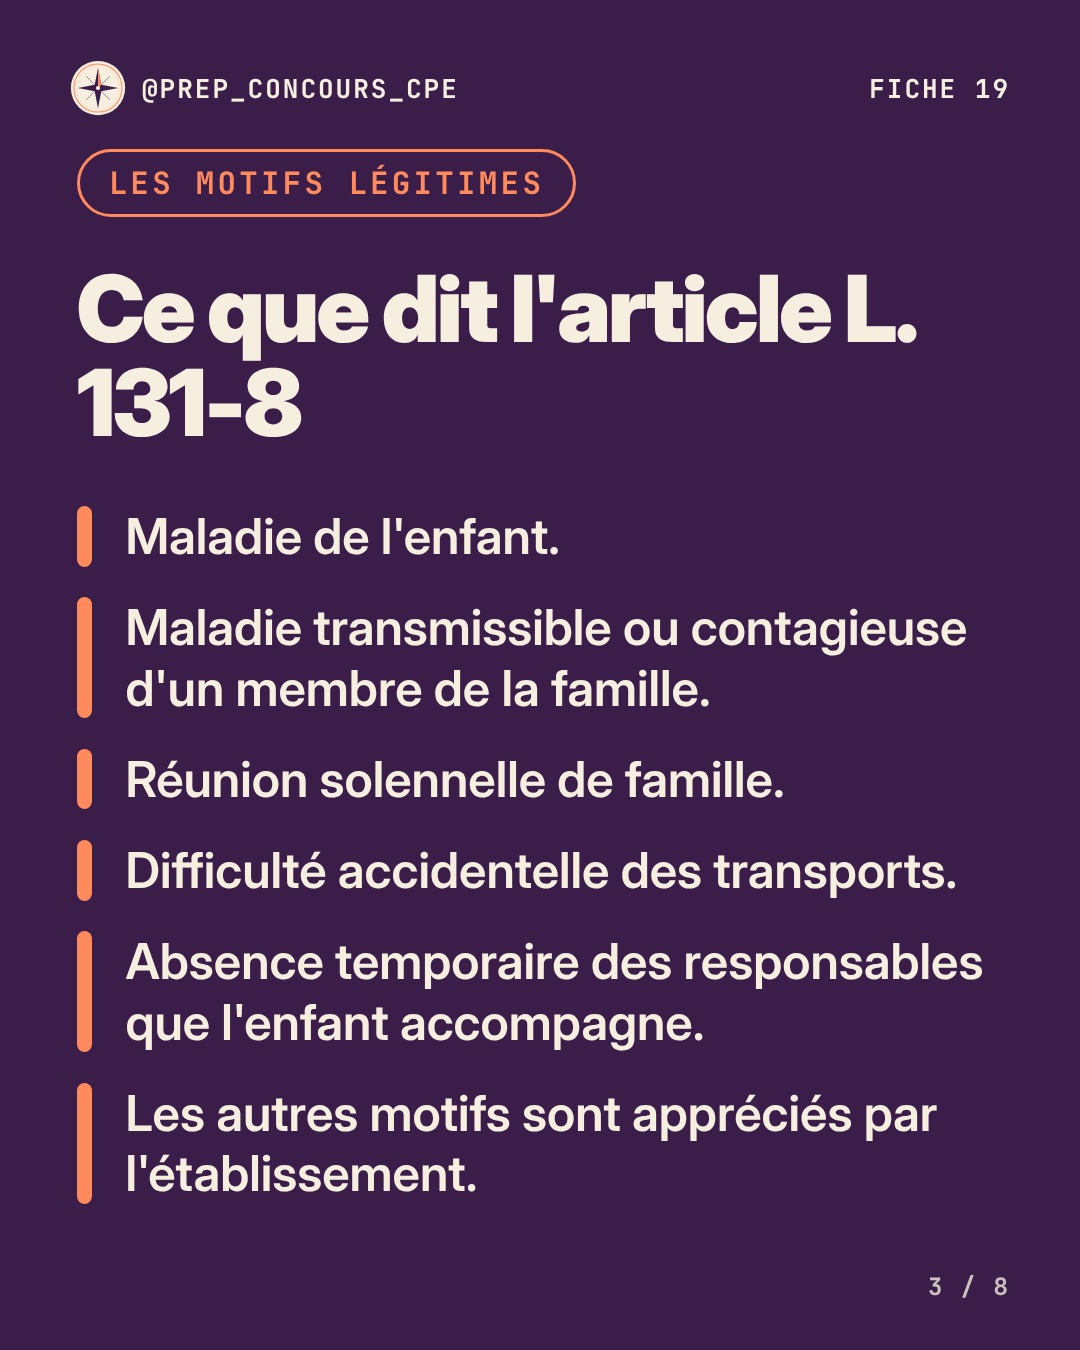 @PREP_CONCOURS_CPE
FICHE 19
LES MOTIFS LÉGITIMES
Ce que dit l'article L.
131-8
Maladie de l'enfant.
Maladie transmissible ou contagieuse
d'un membre de la famille.
Réunion solennelle de famille.
Difficulté accidentelle des transports.
Absence temporaire des responsables
que l'enfant accompagne.
Les autres motifs sont appréciés par
l'établissement.
3 / 8